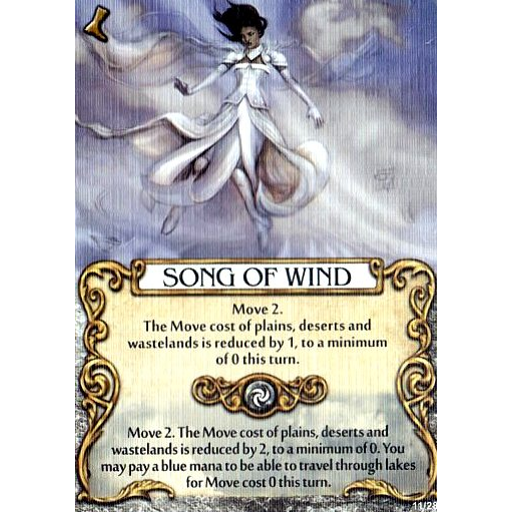 SONG OF WIND
Move 2.
The Move cost of plains, deserts and
wastelands is reduced by 1, to a minimum
of 0 this turn.
Move 2. The Move cost of plains, deserts and
wastelands is reduced by 2, to a minimum of 0. You
may pay a blue mana to be able to travel through lakes
for Move cost 0 this turn.
11/28